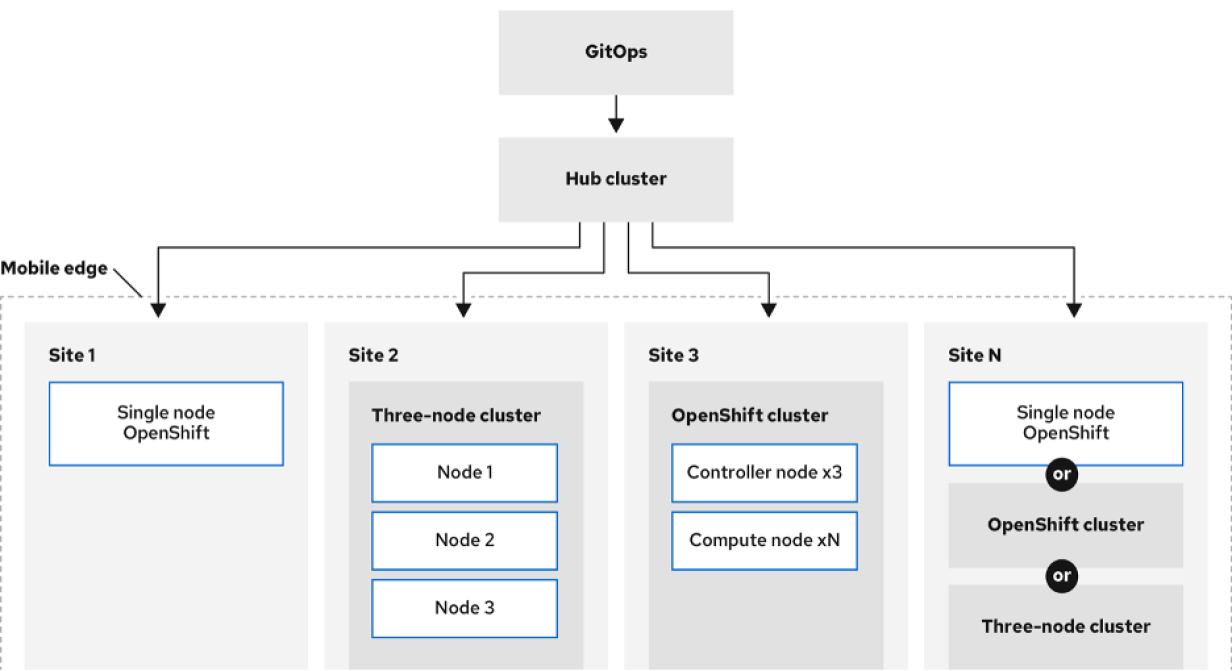 GitOps
Hub cluster
Mobile edge
Site 1
Single node
OpenShift
Site 2
Three-node cluster
Node 1
Node 2
Node 3
Site 3
OpenShift cluster
Controller node x3
Compute node xN
Site N
Single node
OpenShift
or
OpenShift cluster
or
Three-node cluster